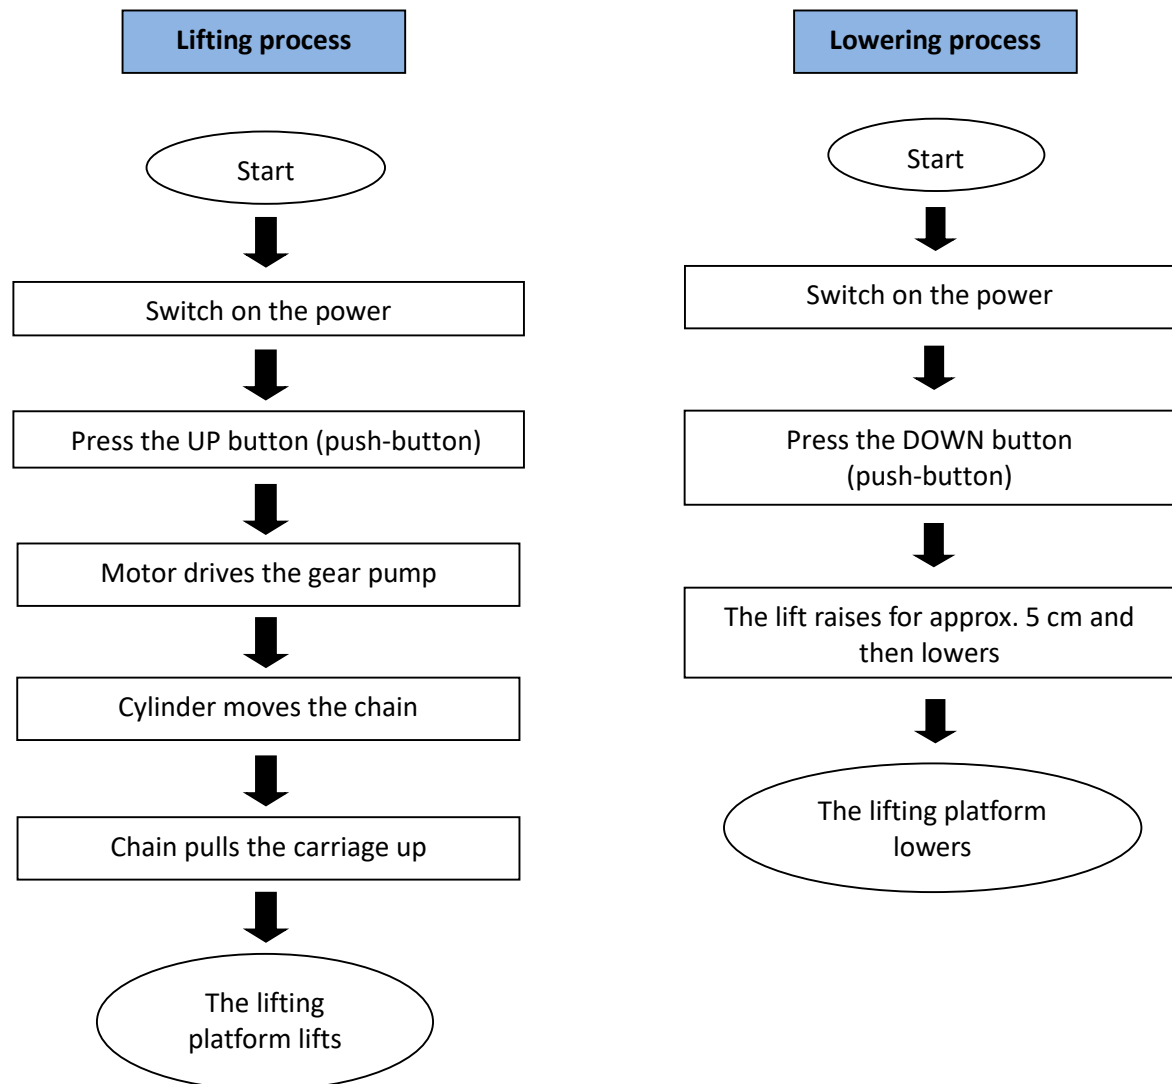 Lifting process
Start
Switch on the power
Press the UP button (push-button)
Motor drives the gear pump
Cylinder moves the chain
Chain pulls the carriage up
The lifting
platform lifts
Lowering process
Start
Switch on the power
Press the DOWN button
(push-button)
The lift raises for approx. 5 cm and
then lowers
The lifting platform
lowers